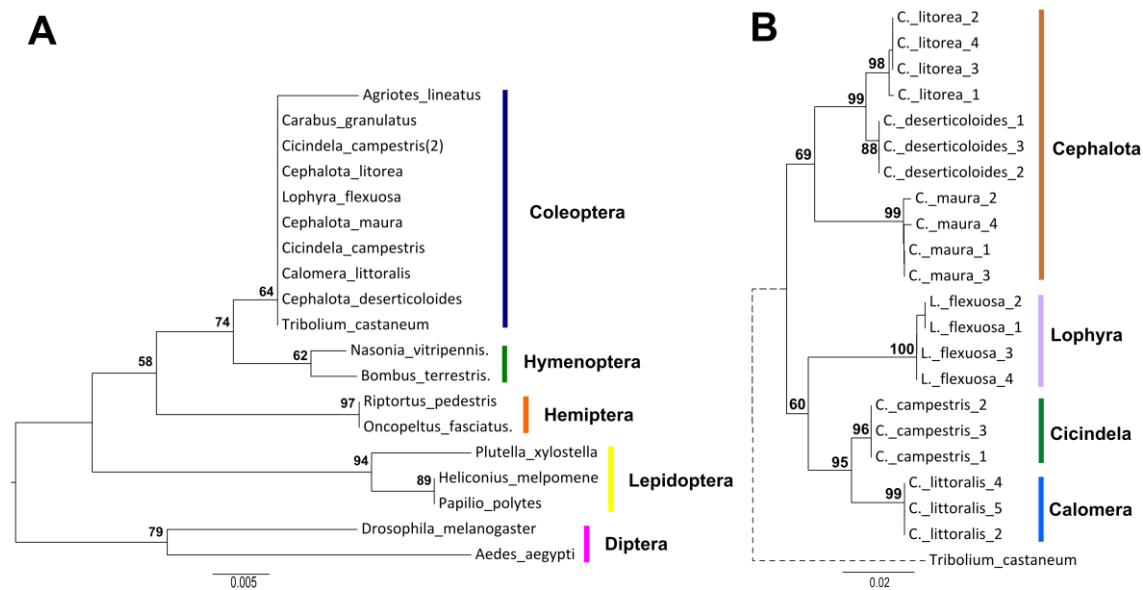 A
Agriotes_lineatus
Carabus_granulatus
Cicindela_campestris(2)
Cephalota_litorea
Lophyra_flexuosa
Cephalota_maura
Cicindela_campestris
Calomera_littoralis
Cephalota_deserticoloides
Tribolium_castaneum
Nasonia_vitripennis.
Bombus_terrestris.
Riptortus_pedestris
Oncopeltus_fasciatus.
Plutella_xylostella
Heliconius_melpomene
Papilio_polytes
Drosophila_melanogaster
Aedes_aegypti
Coleoptera
Hymenoptera
Hemiptera
Lepidoptera
Diptera
64
74
62
58
97
94
89
79
0.005
B
C._litorea_2
C._litorea_4
C._litorea_3
C._litorea_1
C._deserticoloides_1
C._deserticoloides_3
C._deserticoloides_2
C._maura_2
C._maura_4
C._maura_1
C._maura_3
L._flexuosa_2
L._flexuosa_1
L._flexuosa_3
L._flexuosa_4
C._campestris_2
C._campestris_3
C._campestris_1
C._littoralis_4
C._littoralis_5
C._littoralis_2
Tribolium_castaneum
Cephalota
Lophyra
Cicindela
Calomera
98
99
88
69
99
100
60
96
95
99
0.02